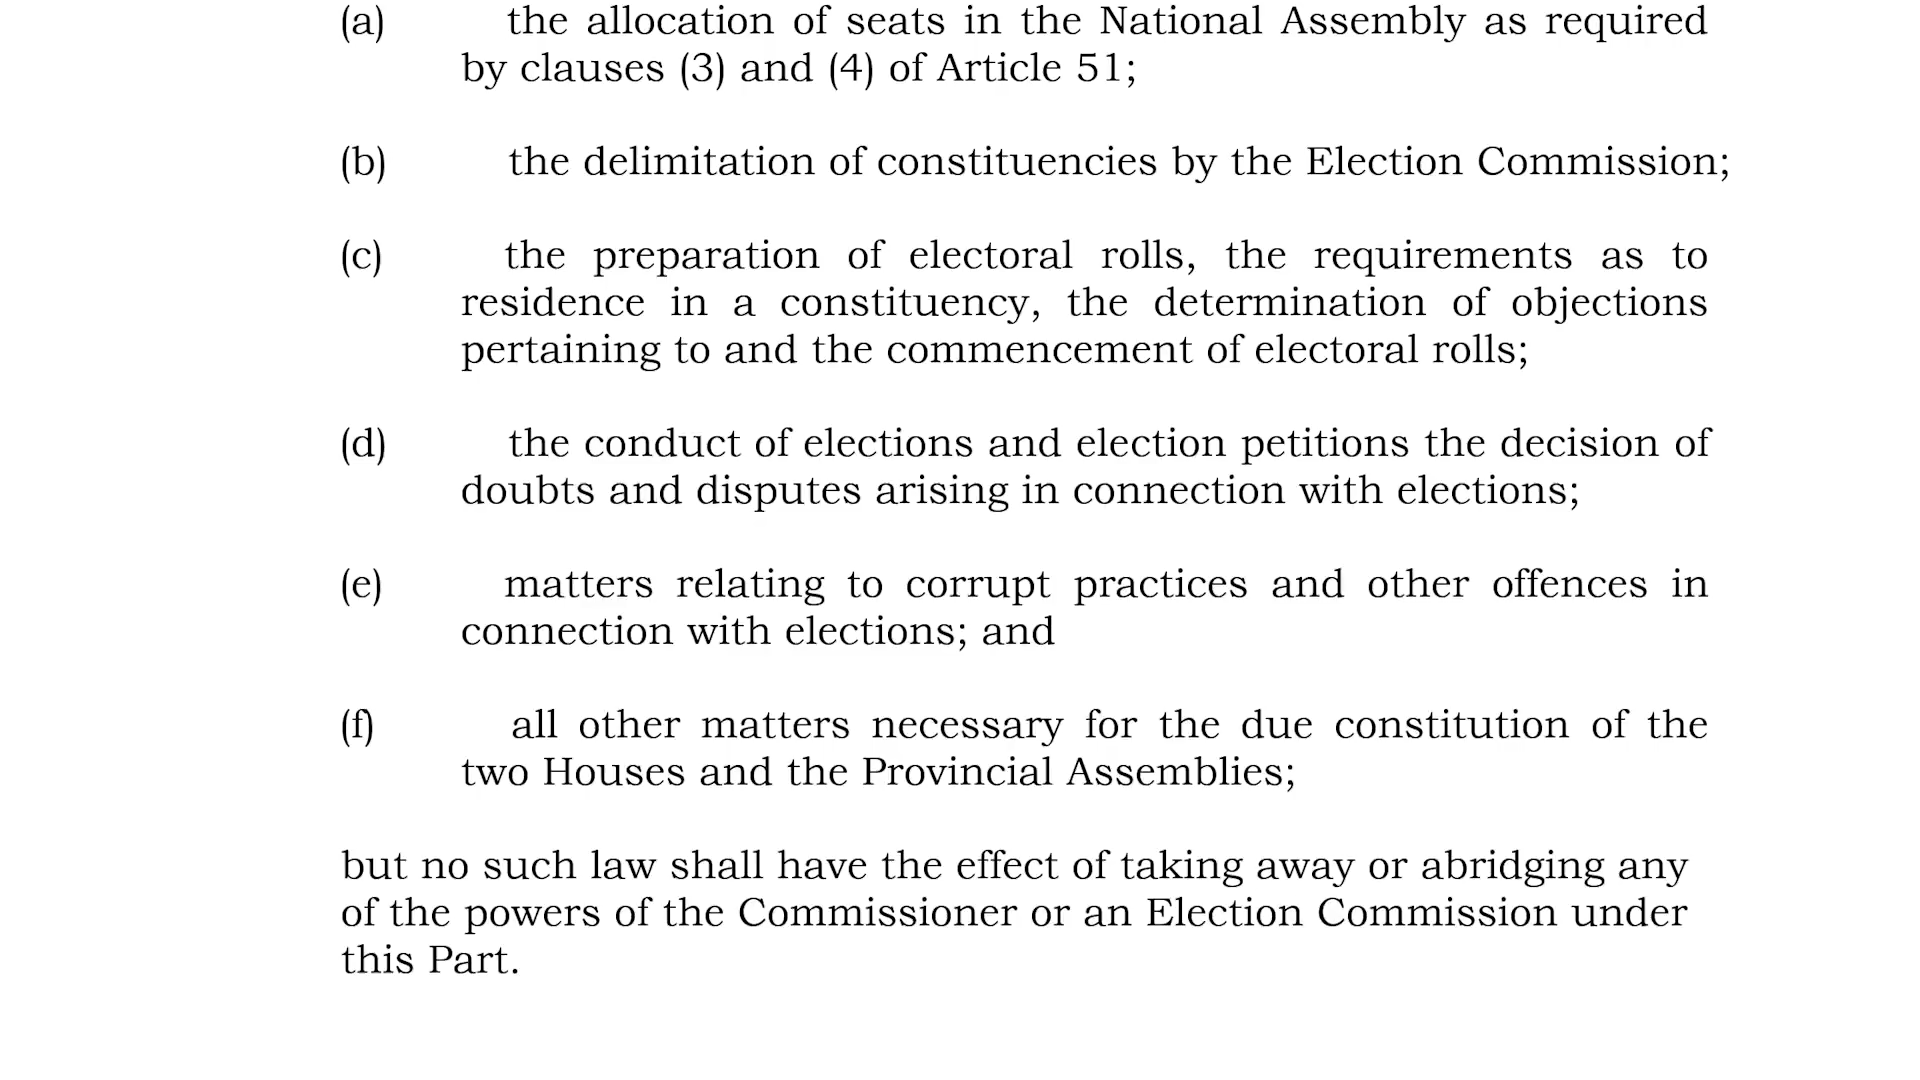 (a) the allocation of seats in the National Assembly as required
by clauses (3) and (4) of Article 51;
(b) the delimitation of constituencies by the Election Commission;
(c) the preparation of electoral rolls, the requirements as to
residence in a constituency, the determination of objections
pertaining to and the commencement of electoral rolls;
(d) the conduct of elections and election petitions the decision of
doubts and disputes arising in connection with elections;
(e) matters relating to corrupt practices and other offences in
connection with elections; and
(f) all other matters necessary for the due constitution of the
two Houses and the Provincial Assemblies;
but no such law shall have the effect of taking away or abridging any
of the powers of the Commissioner or an Election Commission under
this Part.